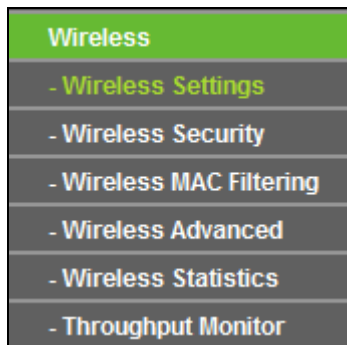 Wireless
- Wireless Settings
- Wireless Security
- Wireless MAC Filtering
- Wireless Advanced
- Wireless Statistics
- Throughput Monitor